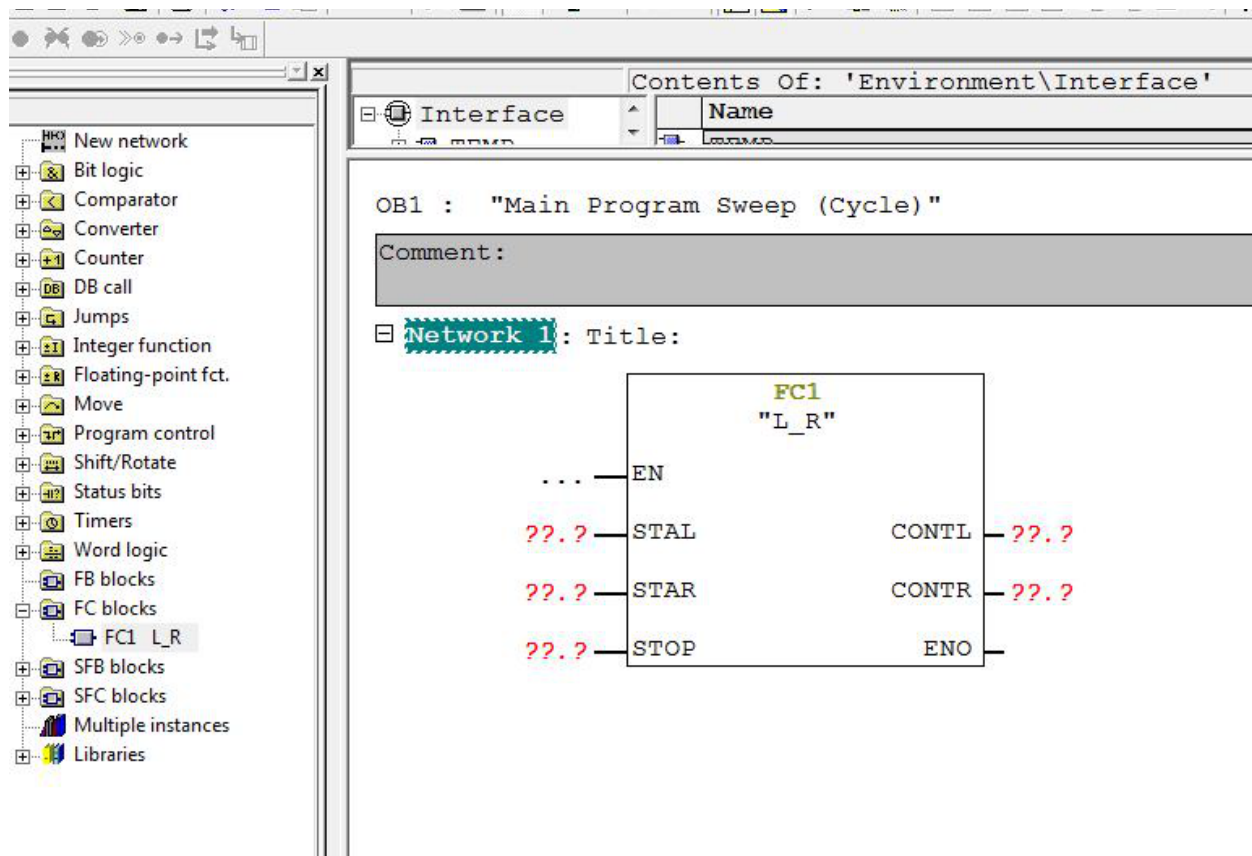 Contents Of: 'Environment\Interface'
Interface
Name
TEMP
TEMP
New network
Bit logic
Comparator
Converter
Counter
DB call
Jumps
Integer function
Floating-point fct.
Move
Program control
Shift/Rotate
Status bits
Timers
Word logic
FB blocks
FC blocks
FC1 L_R
SFB blocks
SFC blocks
Multiple instances
Libraries
OB1 : "Main Program Sweep (Cycle)"
Comment:
Network 1: Title:
FC1
"L_R"
... EN
??.? STAL CONTL ??.?
??.? STAR CONTR ??.?
??.? STOP ENO